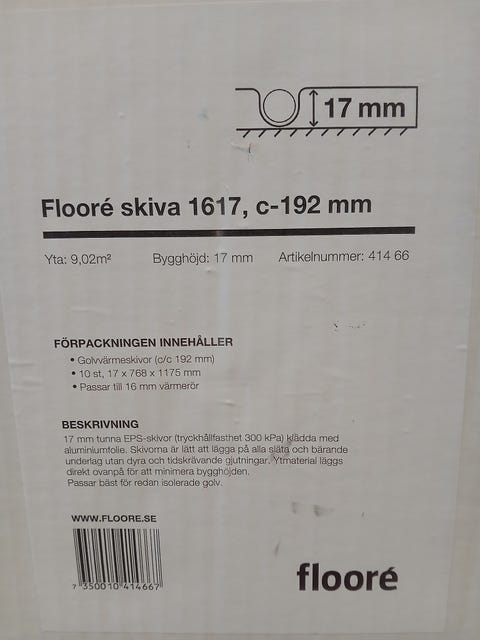 17 mm
Flooré skiva 1617, c-192 mm
Yta: 9,02m² Bygghöjd: 17 mm Artikelnummer: 414 66
FÖRPACKNINGEN INNEHÅLLER
• Golvvärmeskivor (c/c 192 mm)
• 10 st, 17 x 768 x 1175 mm
• Passar till 16 mm värmerör
BESKRIVNING
17 mm tunna EPS-skivor (tryckhållfasthet 300 kPa) klädda med
aluminiumfolie. Skivorna är lätt att lägga på alla släta och bärande
underlag utan dyra och tidskrävande gjutningar. Ytmaterial läggs
direkt ovanpå för att minimera bygghöjden.
Passar bäst för redan isolerade golv.
WWW.FLOORE.SE
7 350010 414667
flooré